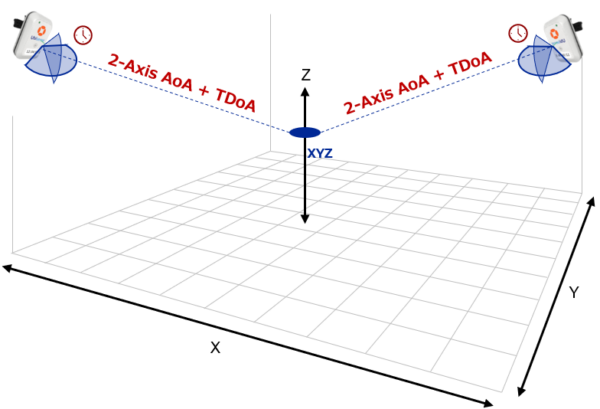 2-Axis AoA + TDoA
2-Axis AoA + TDoA
Z
XYZ
Y
X